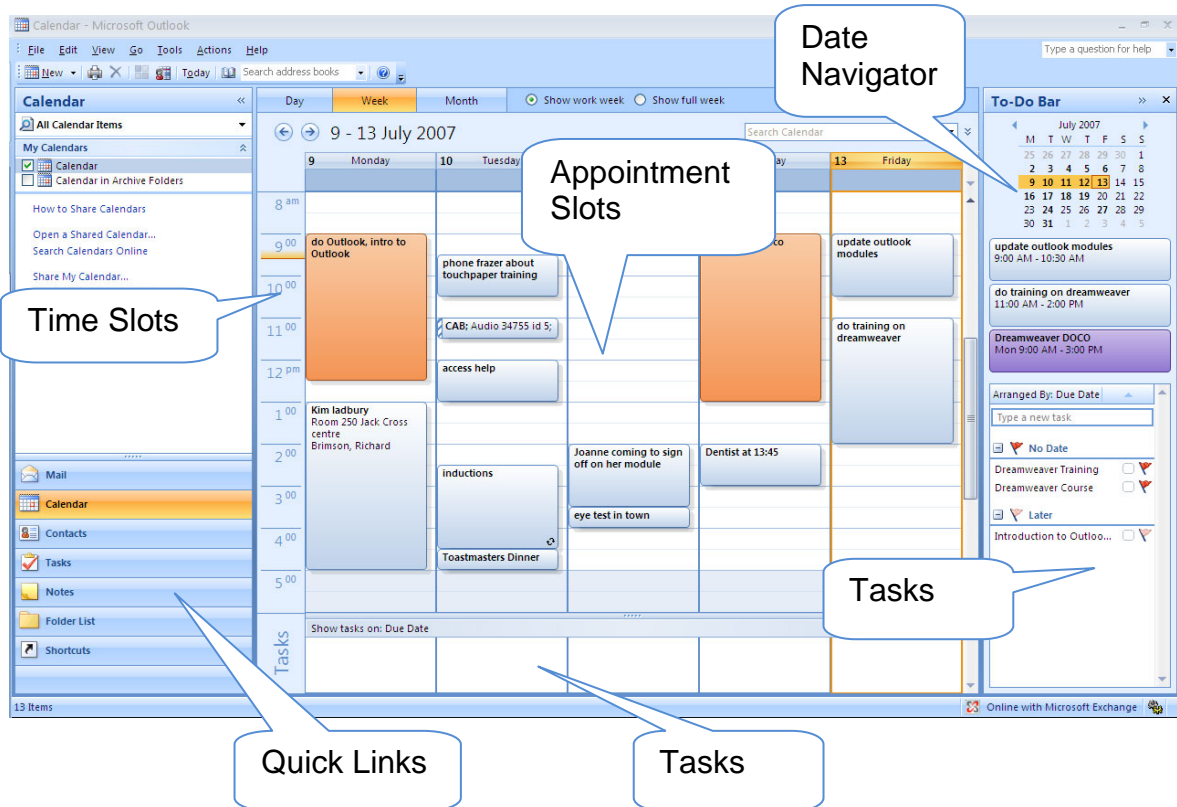 Calendar - Microsoft Outlook
File Edit View Go Tools Actions Help
Type a question for help
New Today Search address books
Date
Navigator
Calendar
All Calendar Items
My Calendars
Calendar
Calendar in Archive Folders
How to Share Calendars
Open a Shared Calendar...
Search Calendars Online
Share My Calendar...
Time Slots
Mail
Calendar
Contacts
Tasks
Notes
Folder List
Shortcuts
13 Items
Day Week Month Show work week Show full week
9 - 13 July 2007
Search Calendar
9 Monday 10 Tuesday 13 Friday
Appointment
Slots
8 am
9 00
10 00
11 00
12 pm
1 00
2 00
3 00
4 00
5 00
do Outlook, intro to
Outlook
Kim ladbury
Room 250 Jack Cross
centre
Brimson, Richard
phone frazer about
touchpaper training
CAB; Audio 34755 id 5;
access help
inductions
Toastmasters Dinner
Joanne coming to sign
off on her module
eye test in town
Dentist at 13:45
update outlook
modules
do training on
dreamweaver
Tasks
Show tasks on: Due Date
To-Do Bar
July 2007
M T W T F S S
25 26 27 28 29 30 1
2 3 4 5 6 7 8
9 10 11 12 13 14 15
16 17 18 19 20 21 22
23 24 25 26 27 28 29
30 31 1 2 3 4 5
update outlook modules
9:00 AM - 10:30 AM
do training on dreamweaver
11:00 AM - 2:00 PM
Dreamweaver DOCO
Mon 9:00 AM - 3:00 PM
Arranged By: Due Date
Type a new task
No Date
Dreamweaver Training
Dreamweaver Course
Later
Introduction to Outloo...
Tasks
Online with Microsoft Exchange
Quick Links
Tasks